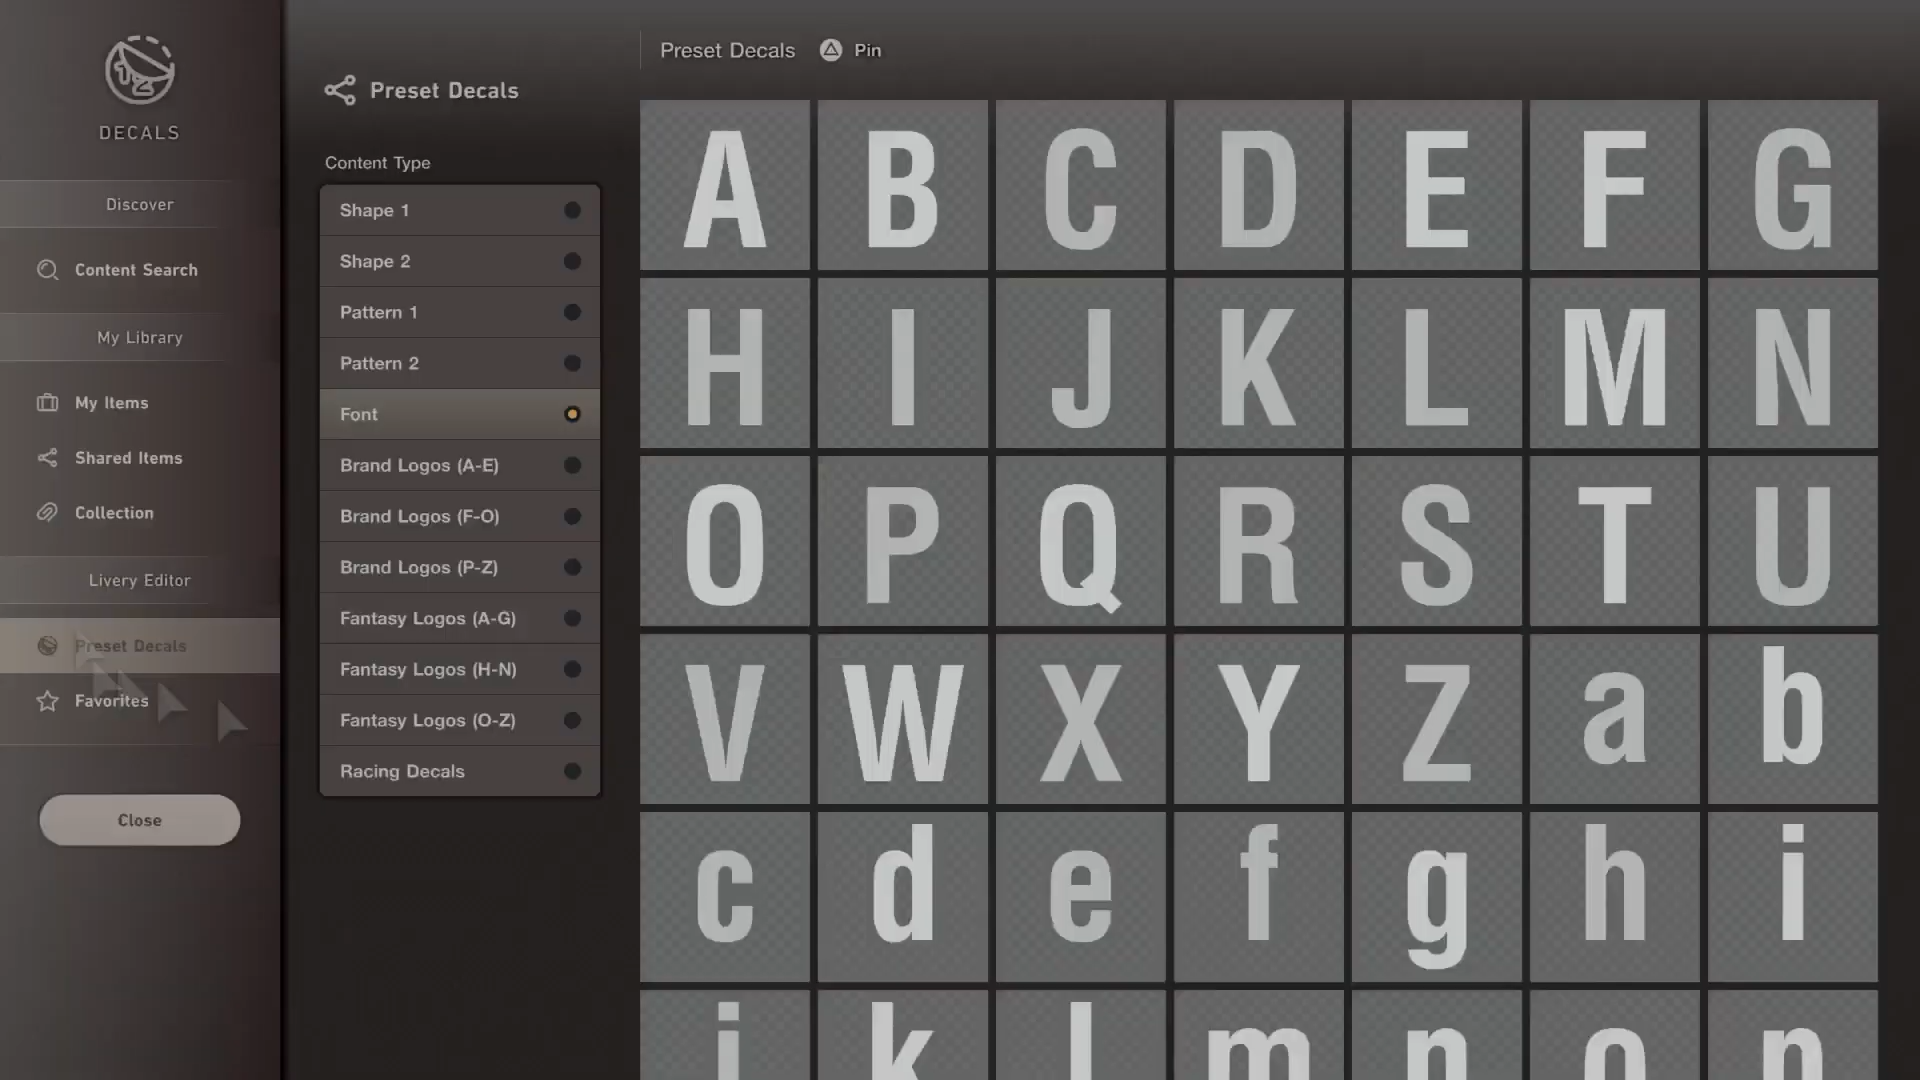 DECALS
Discover
Content Search
My Library
My Items
Shared Items
Collection
Livery Editor
Preset Decals
Favorites
Close
Preset Decals
Content Type
Shape 1
Shape 2
Pattern 1
Pattern 2
Font
Brand Logos (A-E)
Brand Logos (F-O)
Brand Logos (P-Z)
Fantasy Logos (A-G)
Fantasy Logos (H-N)
Fantasy Logos (O-Z)
Racing Decals
Preset Decals Pin
A B C D E F G
H I J K L M N
O P Q R S T U
V W X Y Z a b
c d e f g h i
j k l m n o p